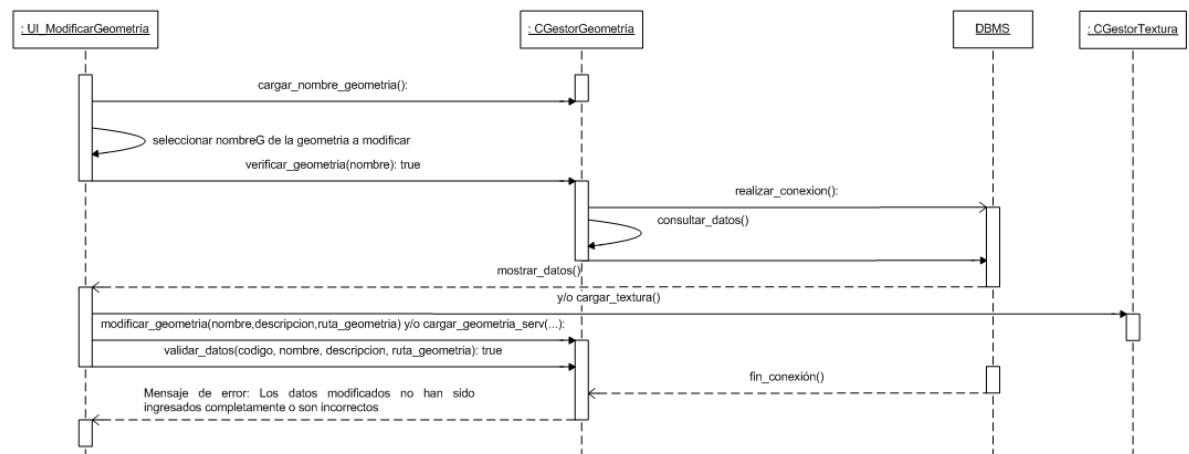 : UI_ModificarGeometría
: CGestorGeometría
DBMS
: CGestorTextura
cargar_nombre_geometria():
seleccionar nombreG de la geometria a modificar
verificar_geometria(nombre): true
realizar_conexion():
consultar_datos()
mostrar_datos()
y/o cargar_textura()
modificar_geometria(nombre,descripcion,ruta_geometria) y/o cargar_geometria_serv(...):
validar_datos(codigo, nombre, descripcion, ruta_geometria): true
fin_conexión()
Mensaje de error: Los datos modificados no han sido
ingresados completamente o son incorrectos